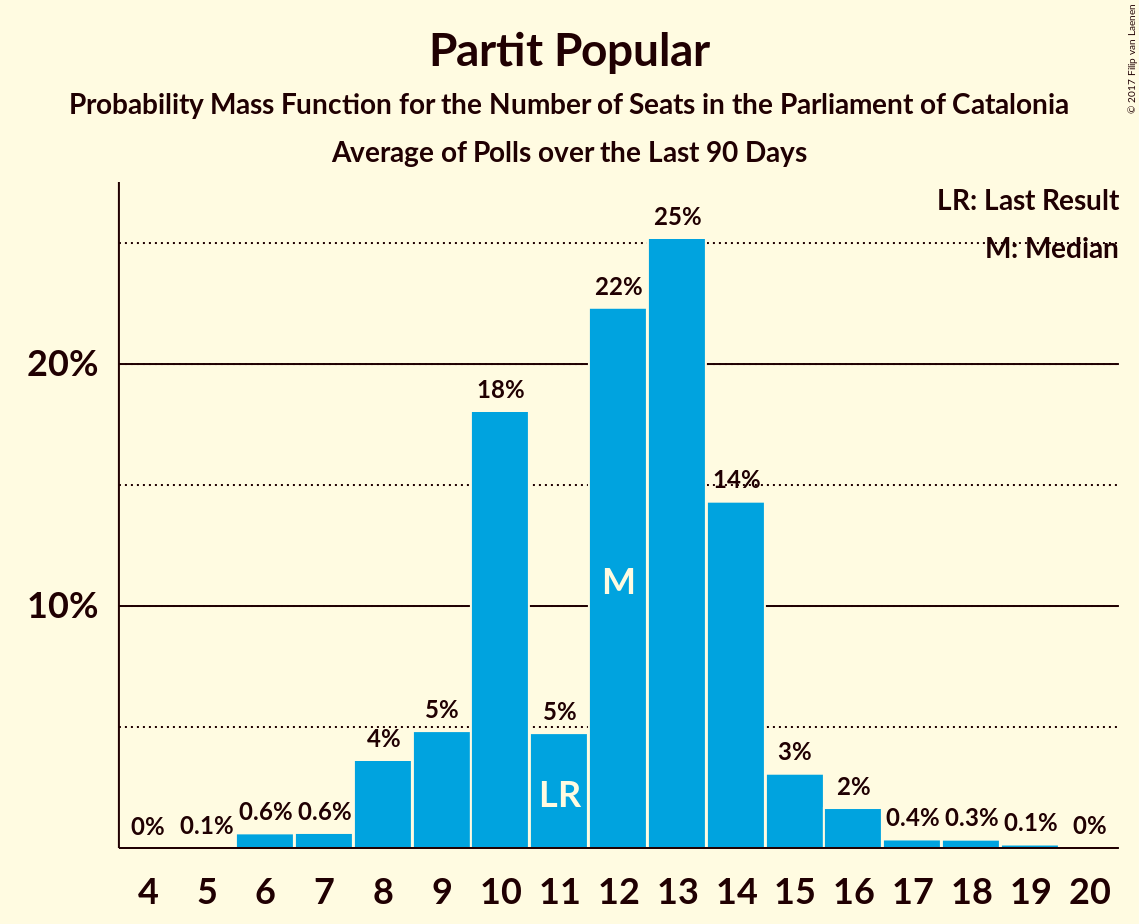 Partit Popular
Probability Mass Function for the Number of Seats in the Parliament of Catalonia
Average of Polls over the Last 90 Days
© 2017 Filip van Laenen
LR: Last Result
M: Median
20%
10%
0%
0.1%
0.6%
0.6%
4%
5%
18%
5%
22%
25%
14%
3%
2%
0.4%
0.3%
0.1%
0%
M
LR
4 5 6 7 8 9 10 11 12 13 14 15 16 17 18 19 20